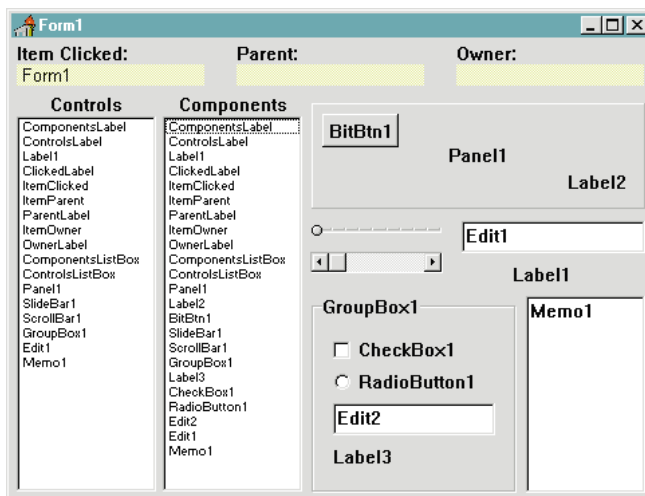 Form1
Item Clicked: Parent: Owner:
Form1
Controls
ComponentsLabel
ControlsLabel
Label1
ClickedLabel
ItemClicked
ItemParent
ParentLabel
ItemOwner
OwnerLabel
ComponentsListBox
ControlsListBox
Panel1
SlideBar1
ScrollBar1
GroupBox1
Edit1
Memo1
Components
ComponentsLabel
ControlsLabel
Label1
ClickedLabel
ItemClicked
ItemParent
ParentLabel
ItemOwner
OwnerLabel
ComponentsListBox
ControlsListBox
Panel1
Label2
BitBtn1
SlideBar1
ScrollBar1
GroupBox1
Label3
CheckBox1
RadioButton1
Edit2
Edit1
Memo1
BitBtn1
Panel1
Label2
Edit1
Label1
GroupBox1
CheckBox1
RadioButton1
Edit2
Label3
Memo1